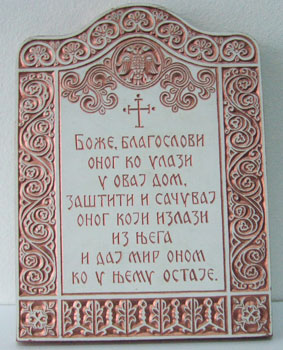 Боже, благослови
оног ко улази
у овај дом,
заштити и сачувај
оног који излази
из њега
и дај мир оном
ко у њему остаје.